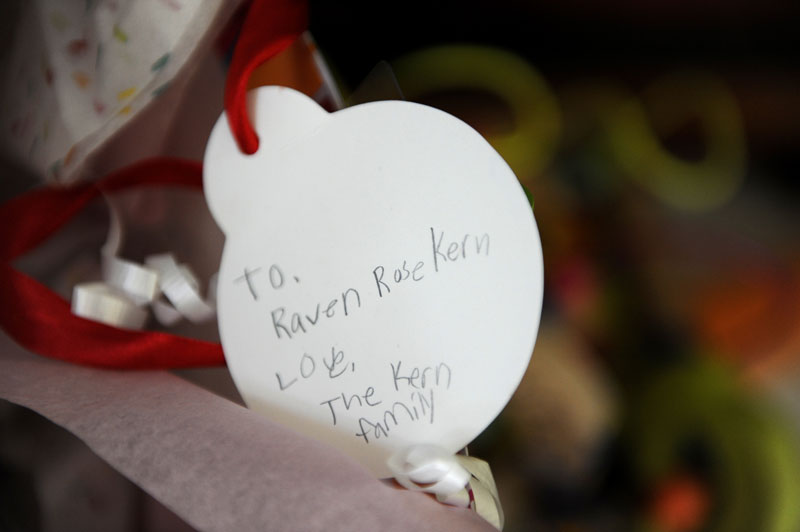 To.
Raven Rose Kern
Love,
The Kern
family